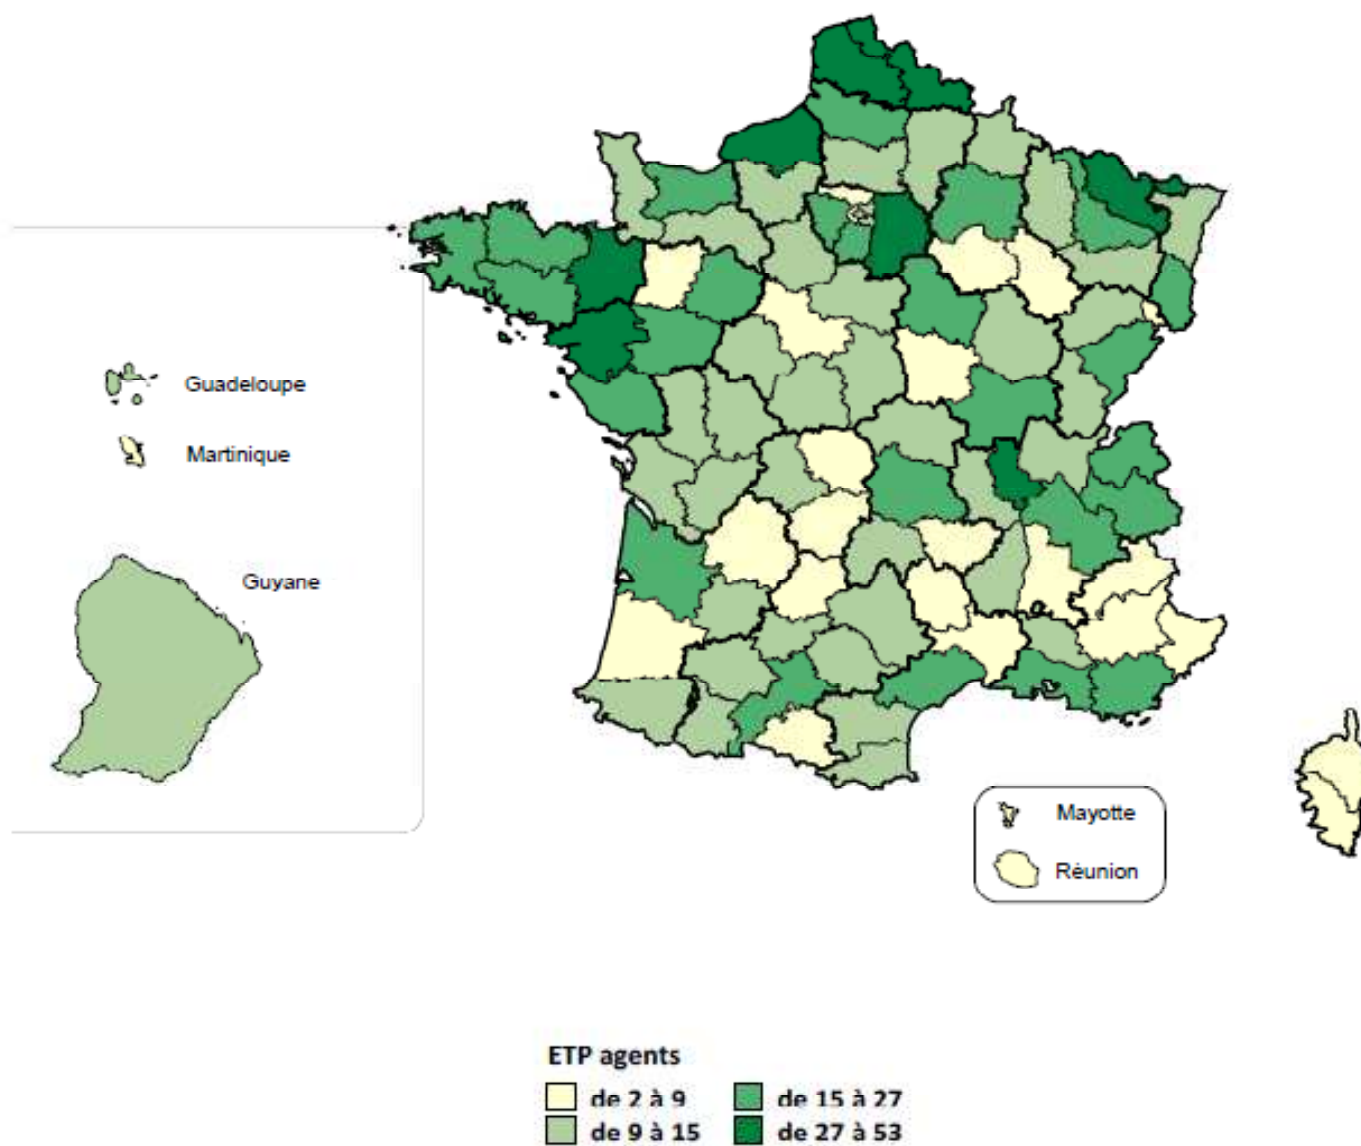 Guadeloupe
Martinique
Guyane
Mayotte
Réunion
ETP agents
de 2 à 9
de 15 à 27
de 9 à 15
de 27 à 53